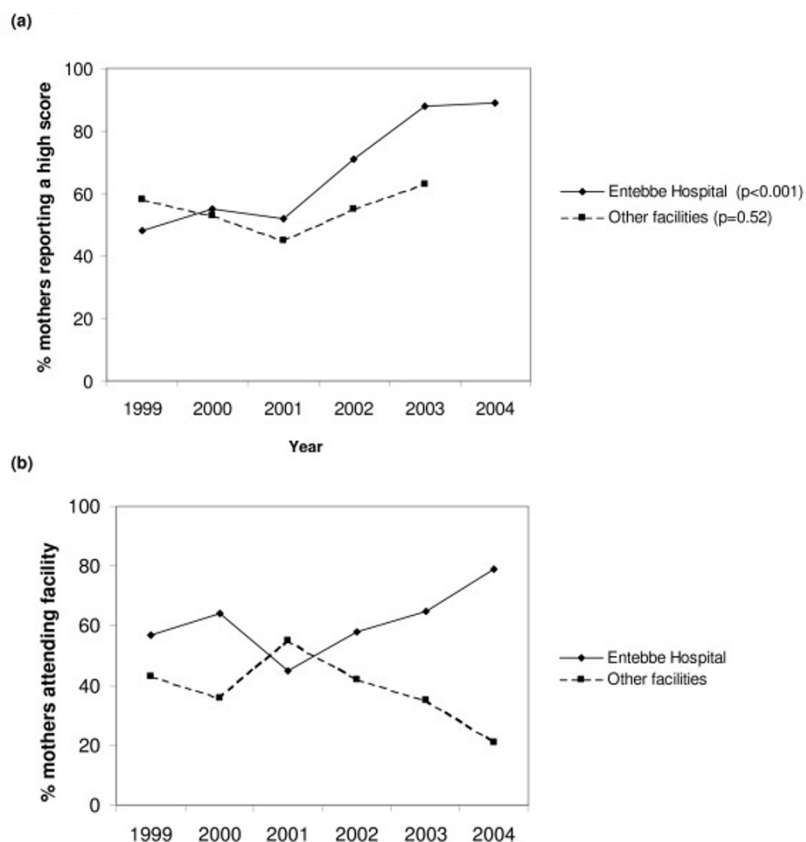 (a)
% mothers reporting a high score
100
80
60
40
20
0
1999 2000 2001 2002 2003 2004
Year
Entebbe Hospital (p<0.001)
Other facilities (p=0.52)
(b)
% mothers attending facility
100
80
60
40
20
0
1999 2000 2001 2002 2003 2004
Entebbe Hospital
Other facilities